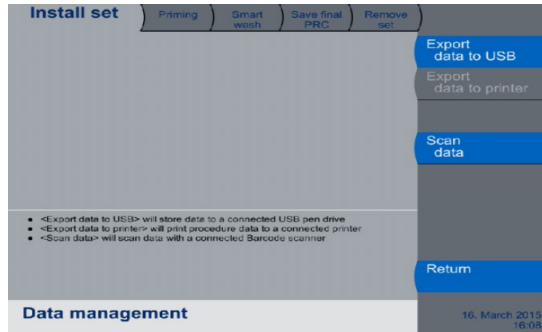 Install set
Priming
Smart
wash
Save final
PRC
Remove
set
Export
data to USB
Export
data to printer
Scan
data
• <Export data to USB> will store data to a connected USB pen drive
• <Export data to printer> will print procedure data to a connected printer
• <Scan data> will scan data with a connected Barcode scanner
Return
Data management
16. March 2015
16:08